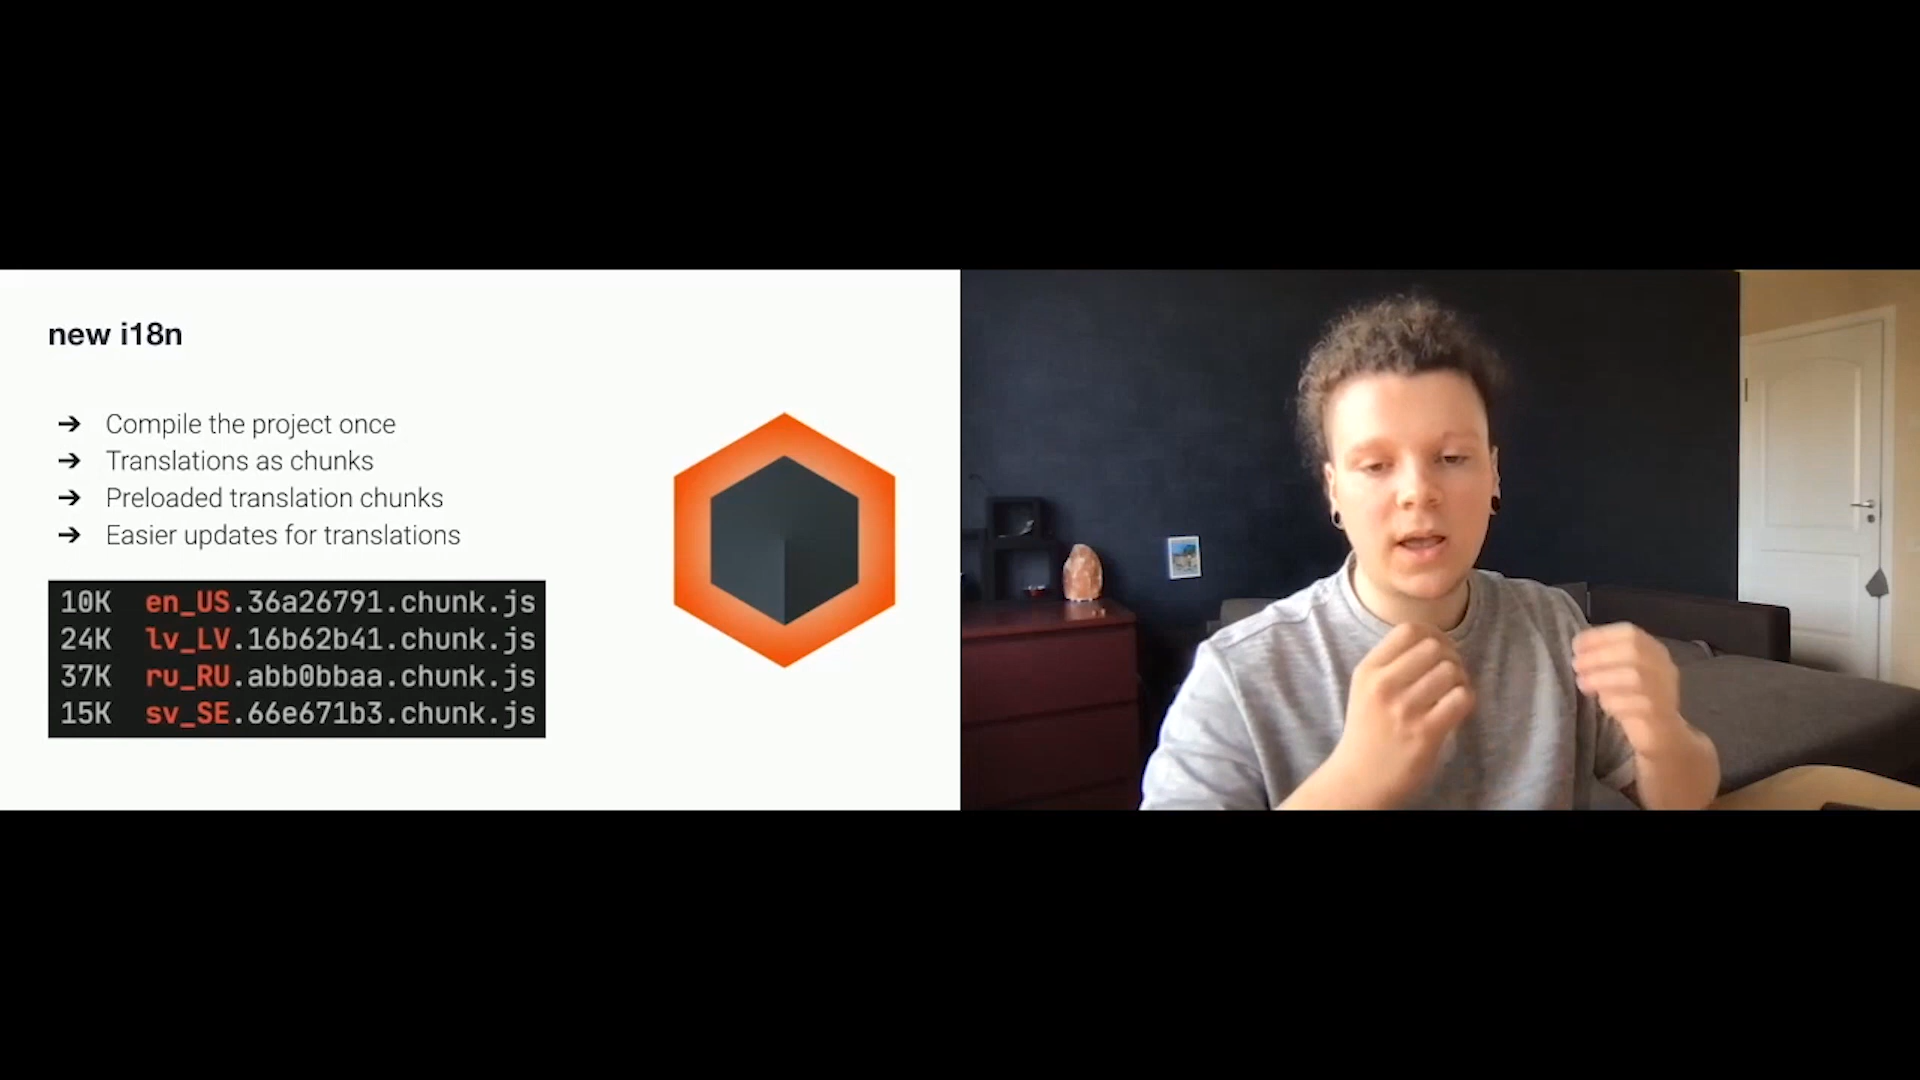 new i18n
➔ Compile the project once
➔ Translations as chunks
➔ Preloaded translation chunks
➔ Easier updates for translations
10K en_US.36a26791.chunk.js
24K lv_LV.16b62b41.chunk.js
37K ru_RU.abb0bbaa.chunk.js
15K sv_SE.66e671b3.chunk.js